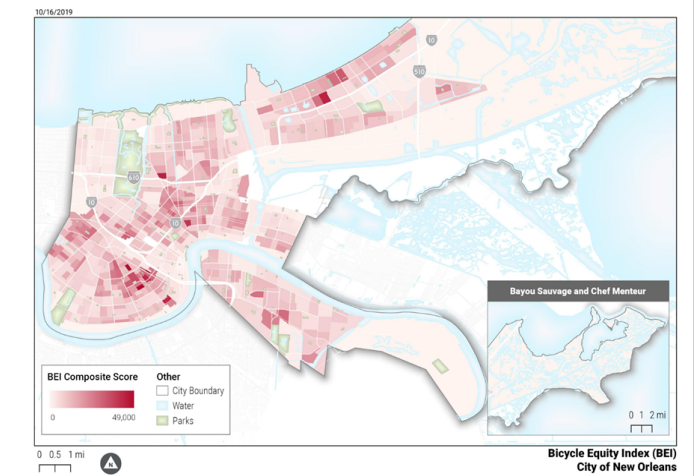 10/16/2019
10
510
610
10
10
Bayou Sauvage and Chef Menteur
0 1 2 mi
BEI Composite Score
0
49,000
Other
City Boundary
Water
Parks
0 0.5 1 mi
N
Bicycle Equity Index (BEI)
City of New Orleans